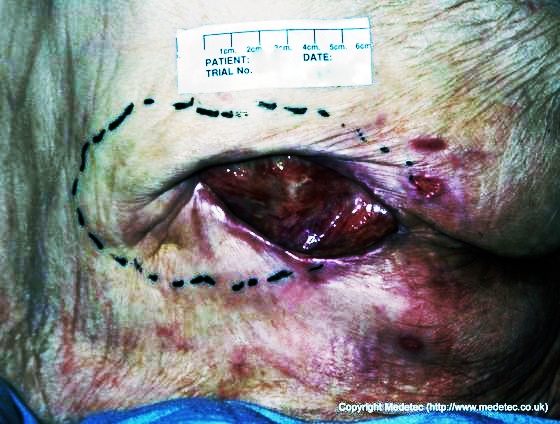 1cm. 2cm 3cm. 4cm. 5cm. 6cm
PATIENT: DATE:
TRIAL No.
Copyright Medetec (http://www.medetec.co.uk)